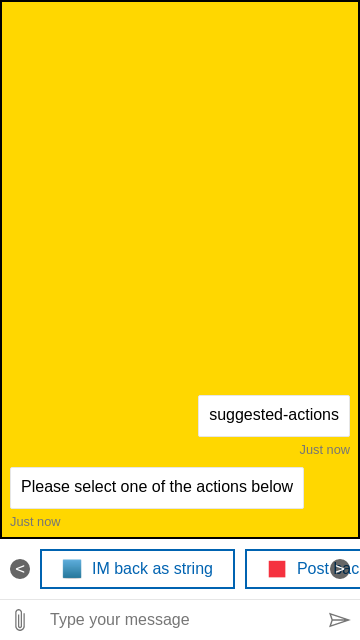 suggested-actions
Just now
Please select one of the actions below
Just now
< IM back as string Post >
Type your message